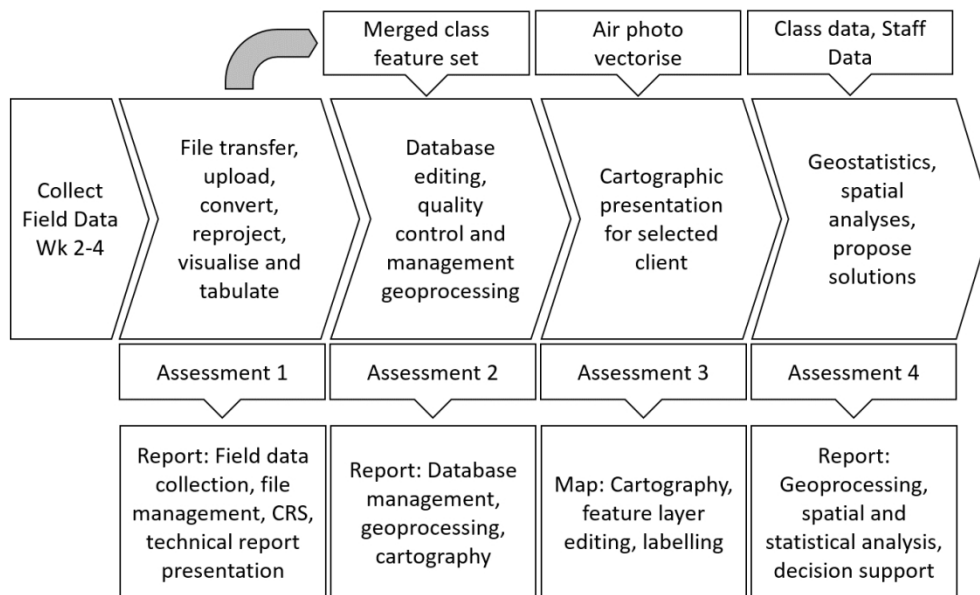 Merged class
feature set
Air photo
vectorise
Class data, Staff
Data
Collect
Field Data
Wk 2-4
File transfer,
upload,
convert,
reproject,
visualise and
tabulate
Database
editing,
quality
control and
management
geoprocessing
Cartographic
presentation
for selected
client
Geostatistics,
spatial
analyses,
propose
solutions
Assessment 1
Assessment 2
Assessment 3
Assessment 4
Report: Field data
collection, file
management, CRS,
technical report
presentation
Report: Database
management,
geoprocessing,
cartography
Map: Cartography,
feature layer
editing, labelling
Report:
Geoprocessing,
spatial and
statistical analysis,
decision support